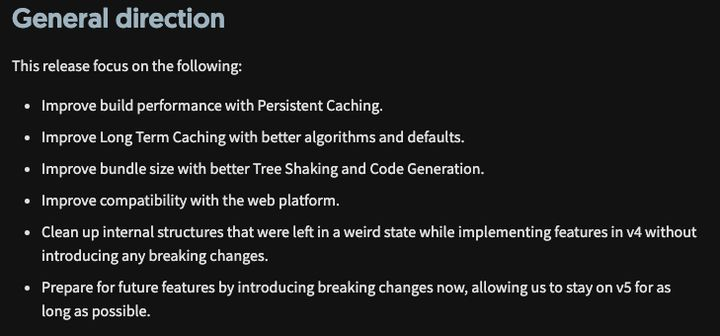 General direction
This release focus on the following:
• Improve build performance with Persistent Caching.
• Improve Long Term Caching with better algorithms and defaults.
• Improve bundle size with better Tree Shaking and Code Generation.
• Improve compatibility with the web platform.
• Clean up internal structures that were left in a weird state while implementing features in v4 without
introducing any breaking changes.
• Prepare for future features by introducing breaking changes now, allowing us to stay on v5 for as
long as possible.